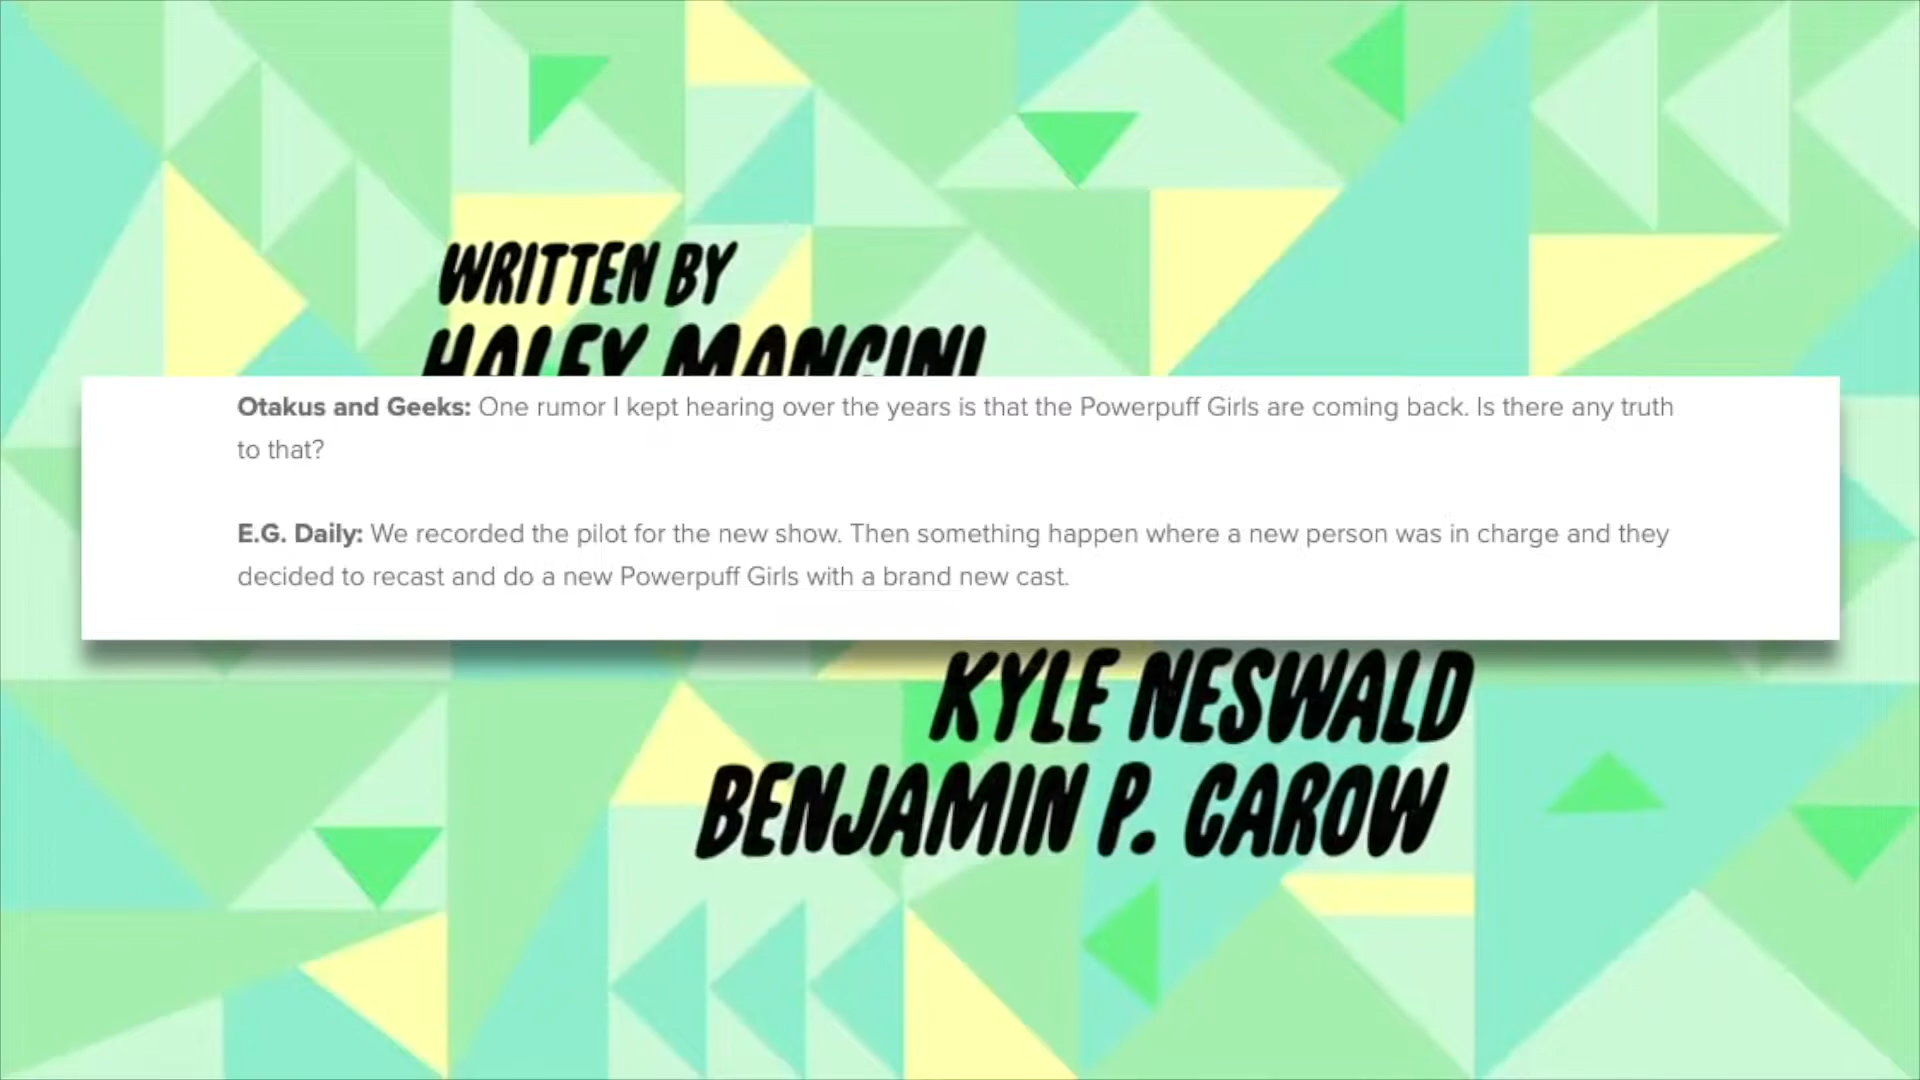 WRITTEN BY
HALEY MANCINI
Otakus and Geeks: One rumor I kept hearing over the years is that the Powerpuff Girls are coming back. Is there any truth
to that?
E.G. Daily: We recorded the pilot for the new show. Then something happen where a new person was in charge and they
decided to recast and do a new Powerpuff Girls with a brand new cast.
KYLE NESWALD
BENJAMIN P. CAROW